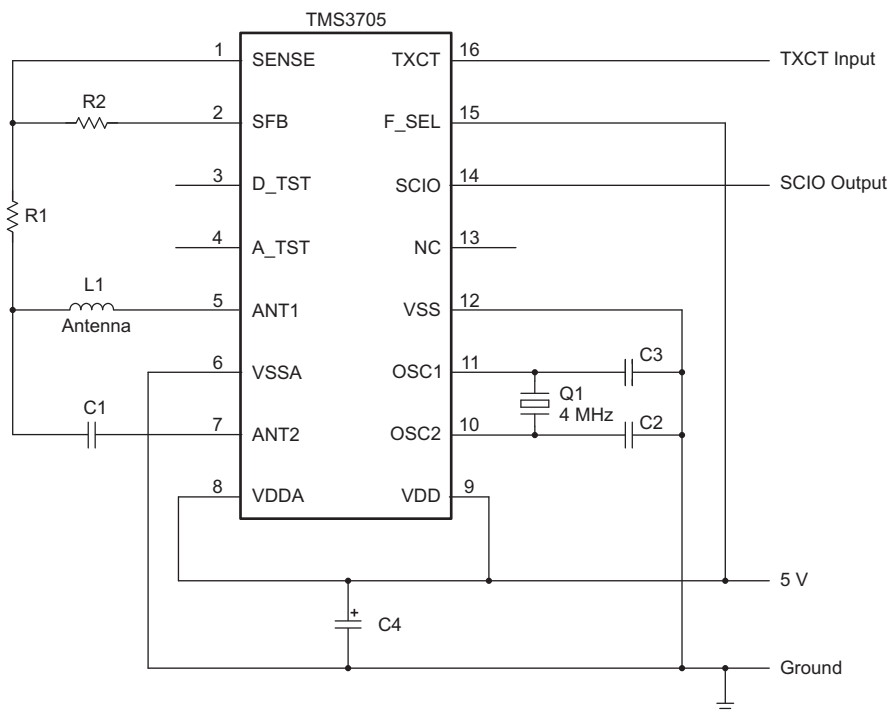 TMS3705
1 SENSE TXCT 16 TXCT Input
R2
2 SFB F_SEL 15
3 D_TST SCIO 14 SCIO Output
R1
4 A_TST NC 13
L1
Antenna
5 ANT1 VSS 12
6 VSSA OSC1 11
C3
Q1
4 MHz
C1
7 ANT2 OSC2 10
C2
8 VDDA VDD 9
5 V
+
C4
Ground